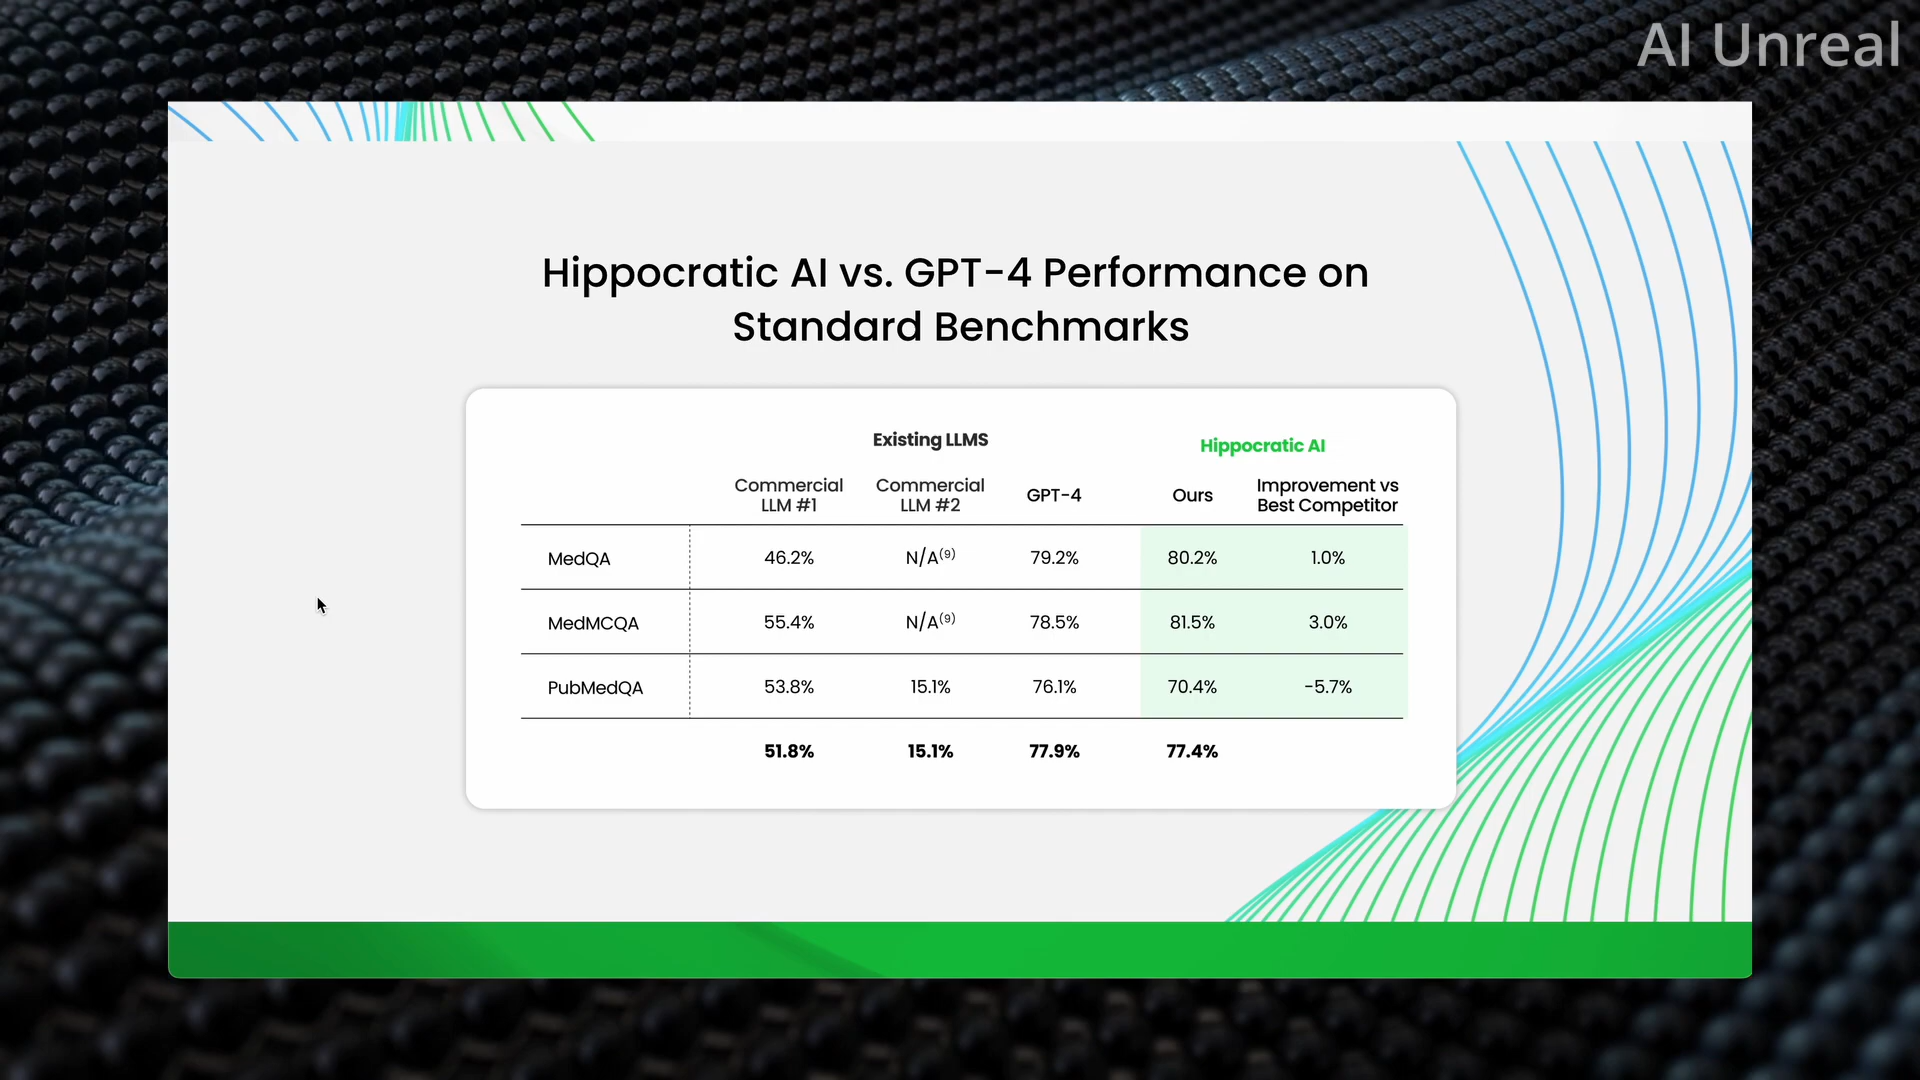 AI Unreal
Hippocratic AI vs. GPT-4 Performance on
Standard Benchmarks
Existing LLMS
Hippocratic AI
Commercial LLM #1 Commercial LLM #2 GPT-4 Ours Improvement vs Best Competitor
MedQA 46.2% N/A(9) 79.2% 80.2% 1.0%
MedMCQA 55.4% N/A(9) 78.5% 81.5% 3.0%
PubMedQA 53.8% 15.1% 76.1% 70.4% -5.7%
51.8% 15.1% 77.9% 77.4%